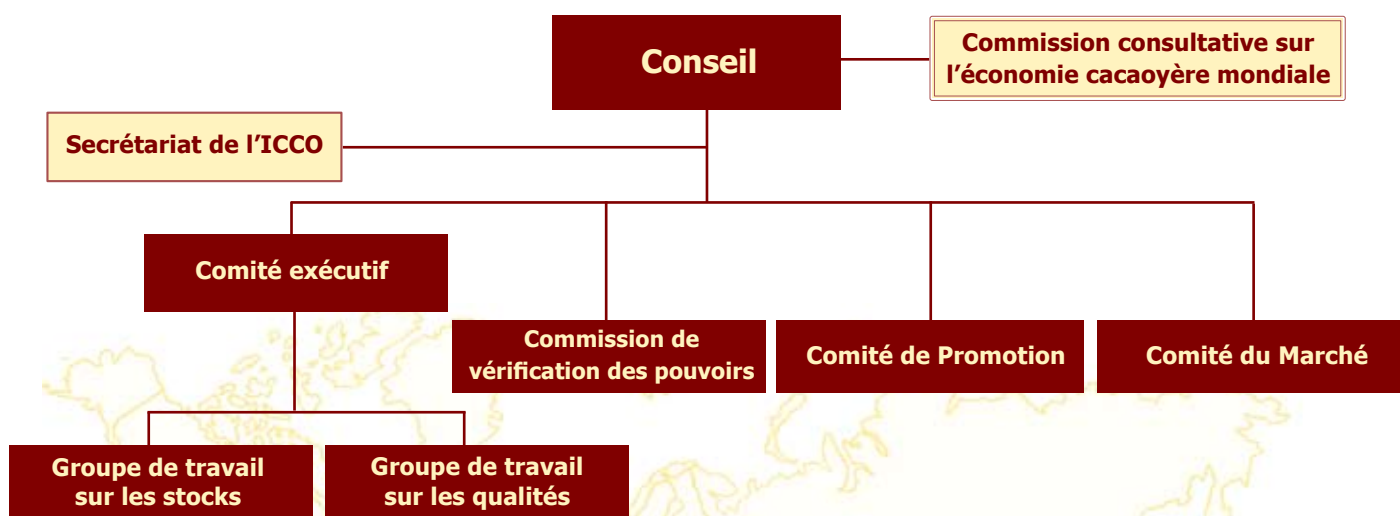 Conseil
Commission consultative sur
l’économie cacaoyère mondiale
Secrétariat de l’ICCO
Comité exécutif
Commission de
vérification des pouvoirs
Comité de Promotion
Comité du Marché
Groupe de travail
sur les stocks
Groupe de travail
sur les qualités